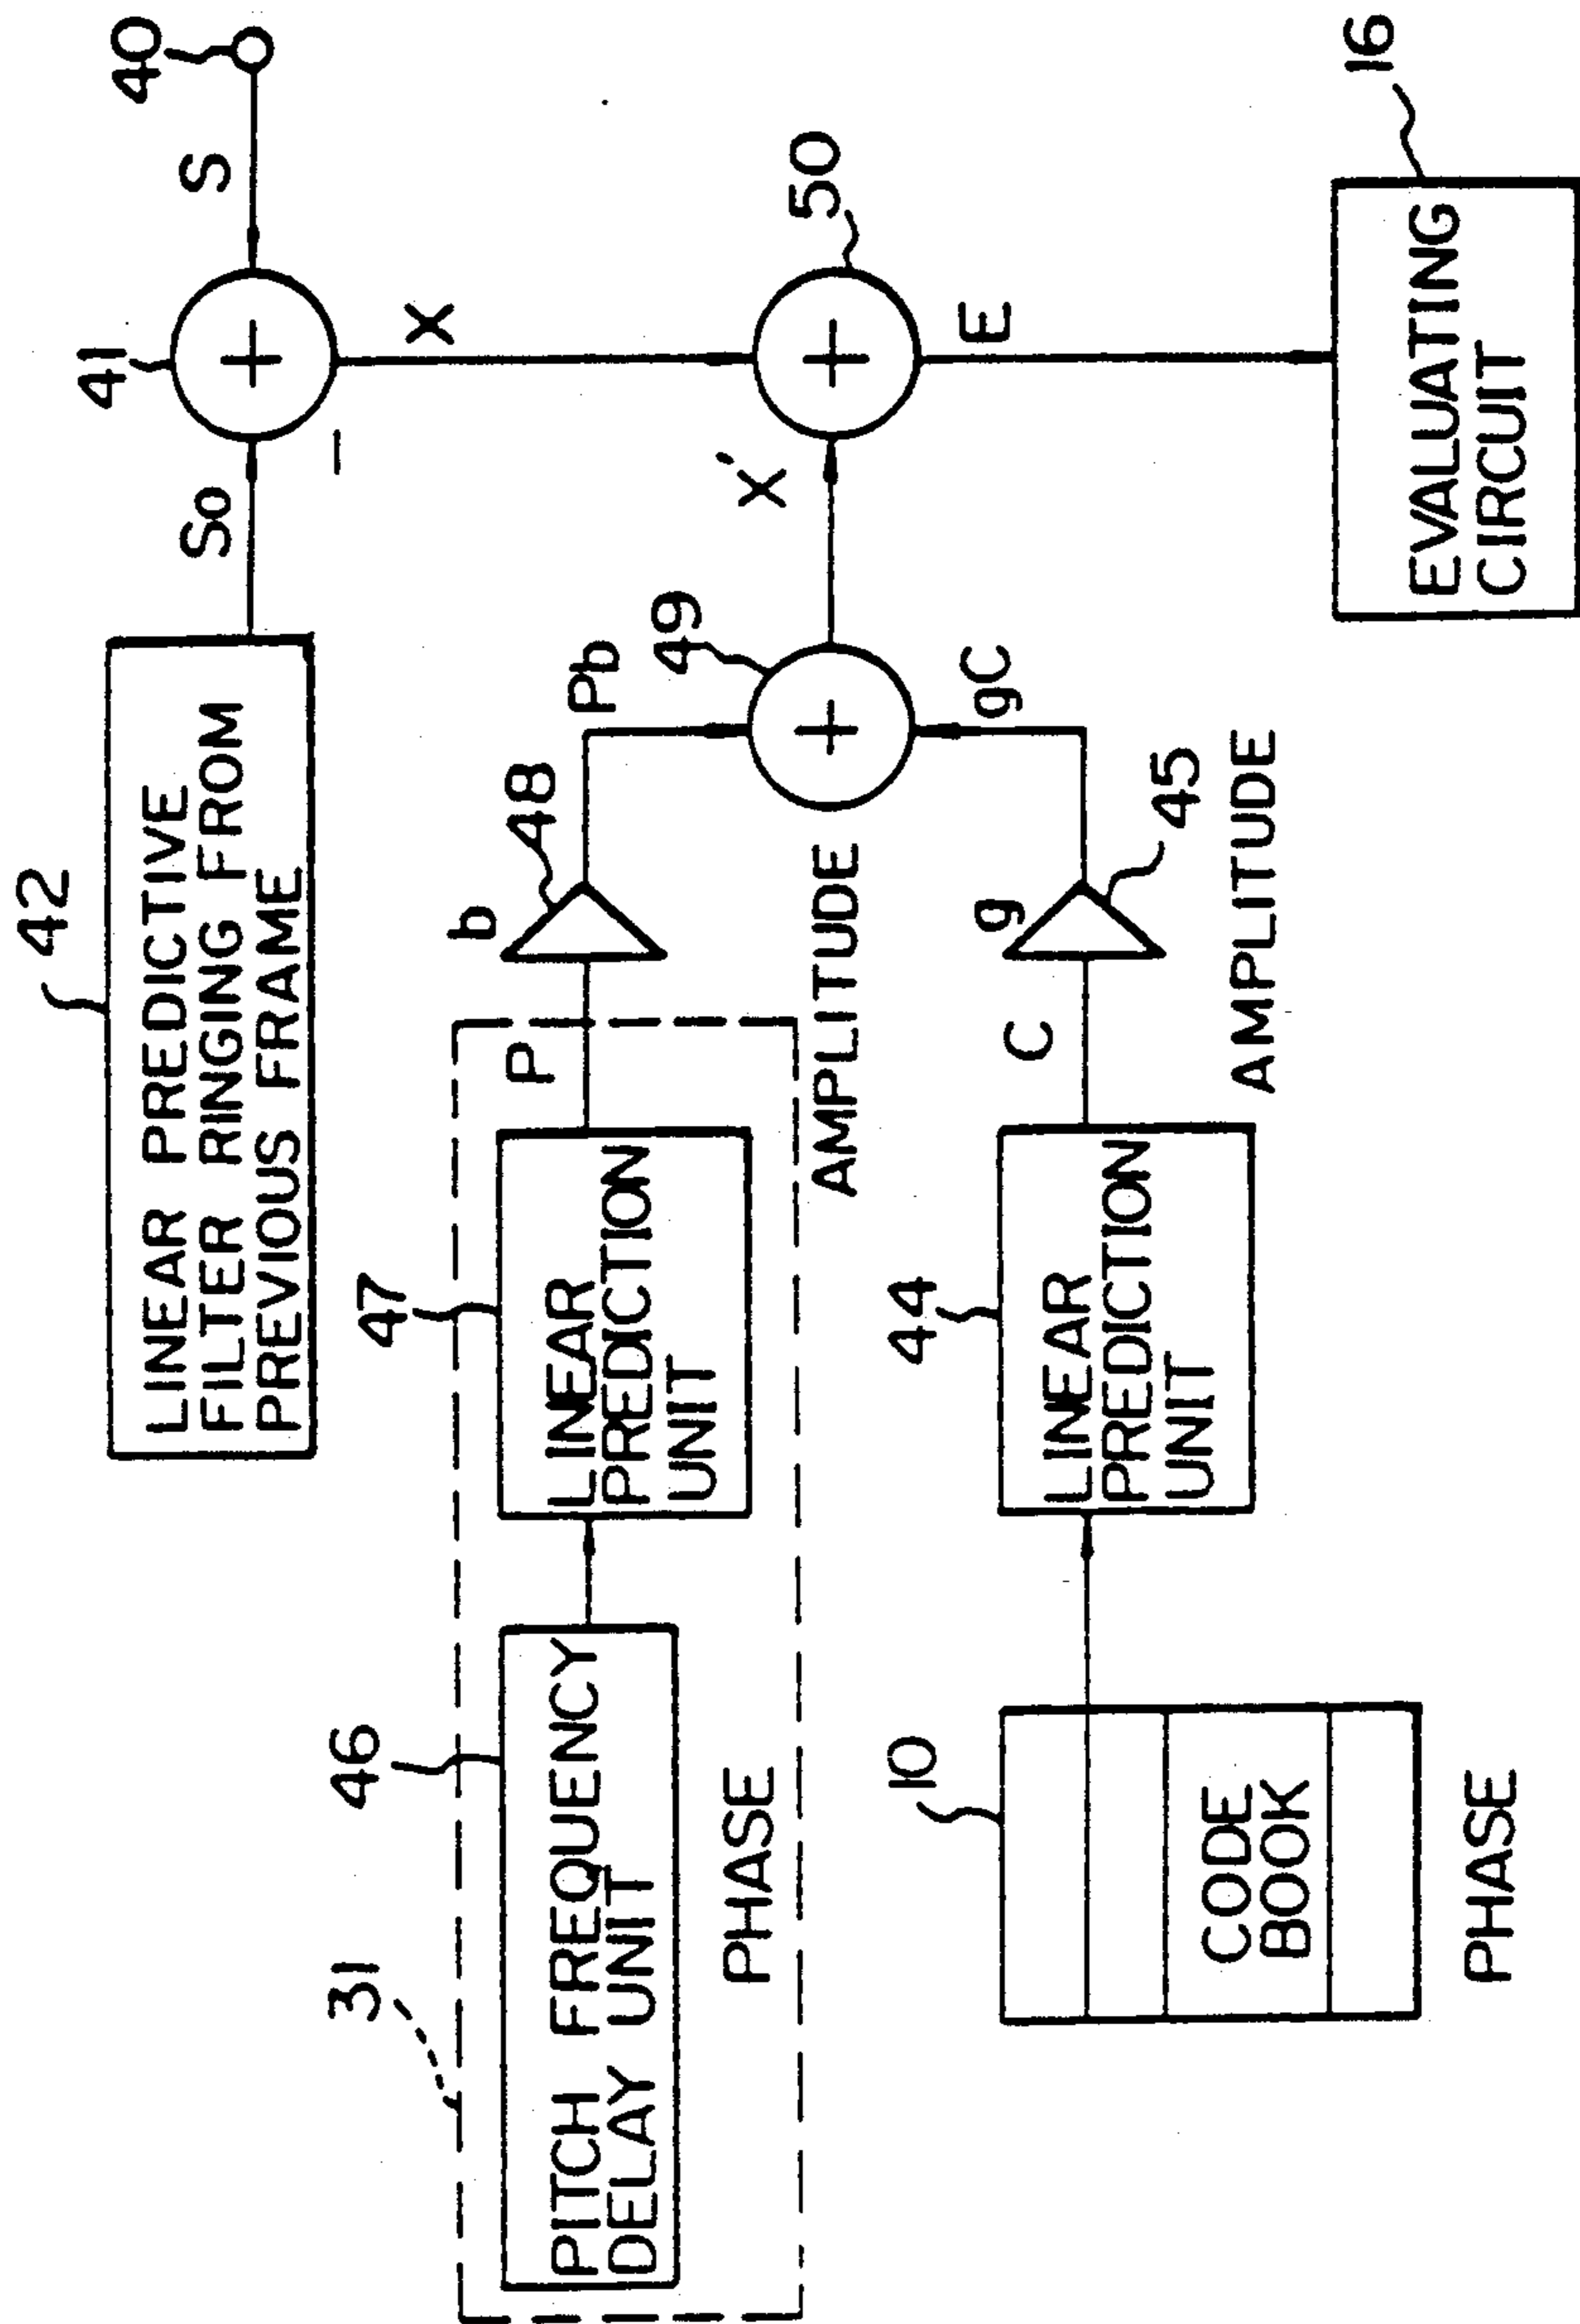 42
LINEAR PREDICTIVE
FILTER RINGING FROM
PREVIOUS FRAME
So
41
+
−
S
40
X
31
46
PITCH FREQUENCY
DELAY UNIT
PHASE
47
LINEAR
PREDICTION
UNIT
P
b
48
AMPLITUDE
Pb
49
+
X'
50
+
E
10
CODE
BOOK
PHASE
44
LINEAR
PREDICTION
UNIT
C
g
45
AMPLITUDE
gC
16
EVALUATING
CIRCUIT